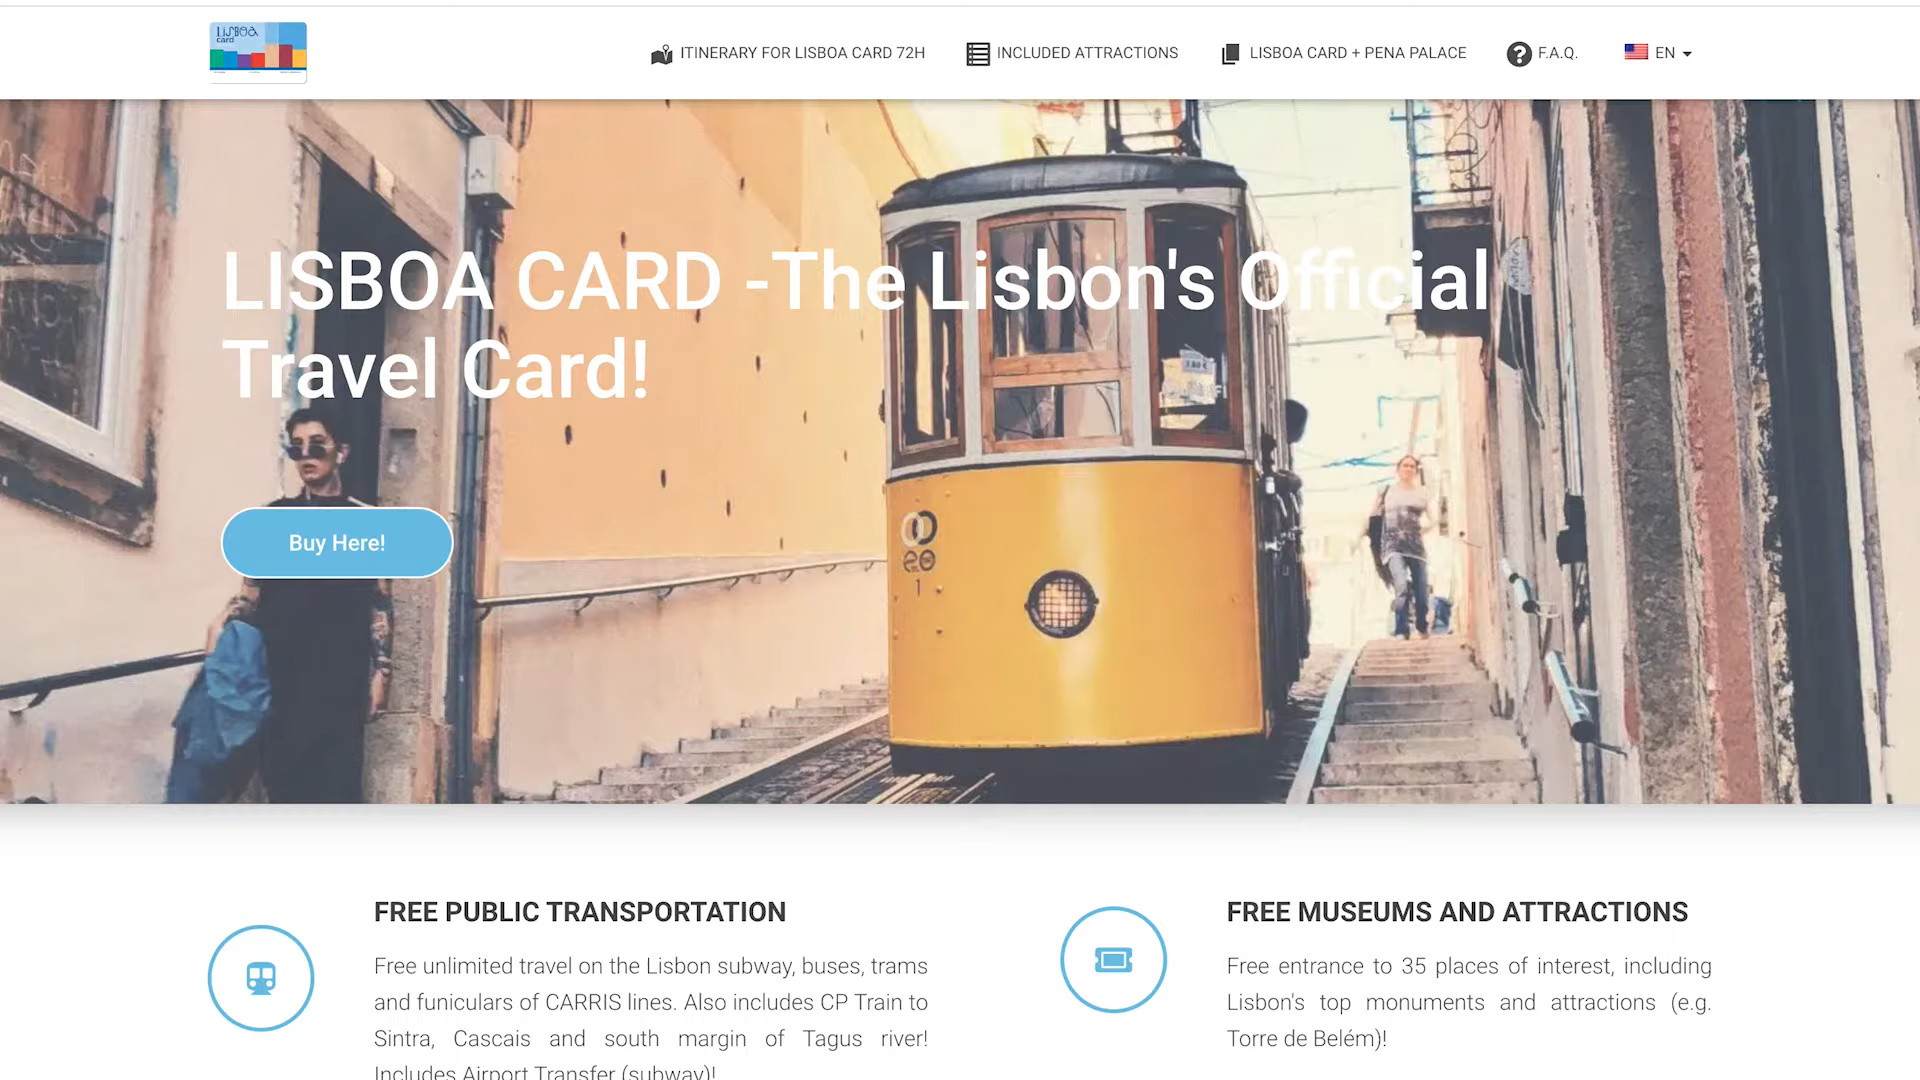 LISBOA
card
ITINERARY FOR LISBOA CARD 72H
INCLUDED ATTRACTIONS
LISBOA CARD + PENA PALACE
F.A.Q.
EN
LISBOA CARD -The Lisbon's Official
Travel Card!
Buy Here!
1
FREE PUBLIC TRANSPORTATION
Free unlimited travel on the Lisbon subway, buses, trams
and funiculars of CARRIS lines. Also includes CP Train to
Sintra, Cascais and south margin of Tagus river!
Includes Airport Transfer (subway)!
FREE MUSEUMS AND ATTRACTIONS
Free entrance to 35 places of interest, including
Lisbon's top monuments and attractions (e.g.
Torre de Belém)!